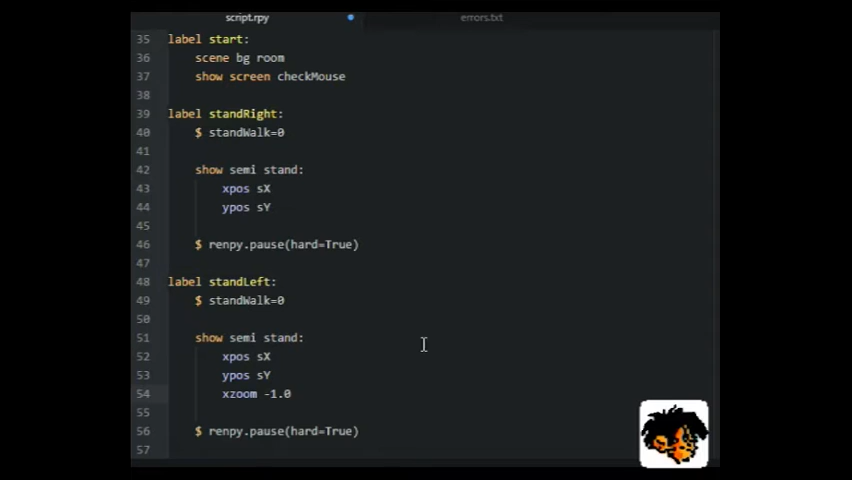 script.rpy errors.txt
35 label start:
36 scene bg room
37 show screen checkMouse
38
39 label standRight:
40 $ standWalk=0
41
42 show semi stand:
43 xpos sX
44 ypos sY
45
46 $ renpy.pause(hard=True)
47
48 label standLeft:
49 $ standWalk=0
50
51 show semi stand:
52 xpos sX
53 ypos sY
54 xzoom -1.0
55
56 $ renpy.pause(hard=True)
57